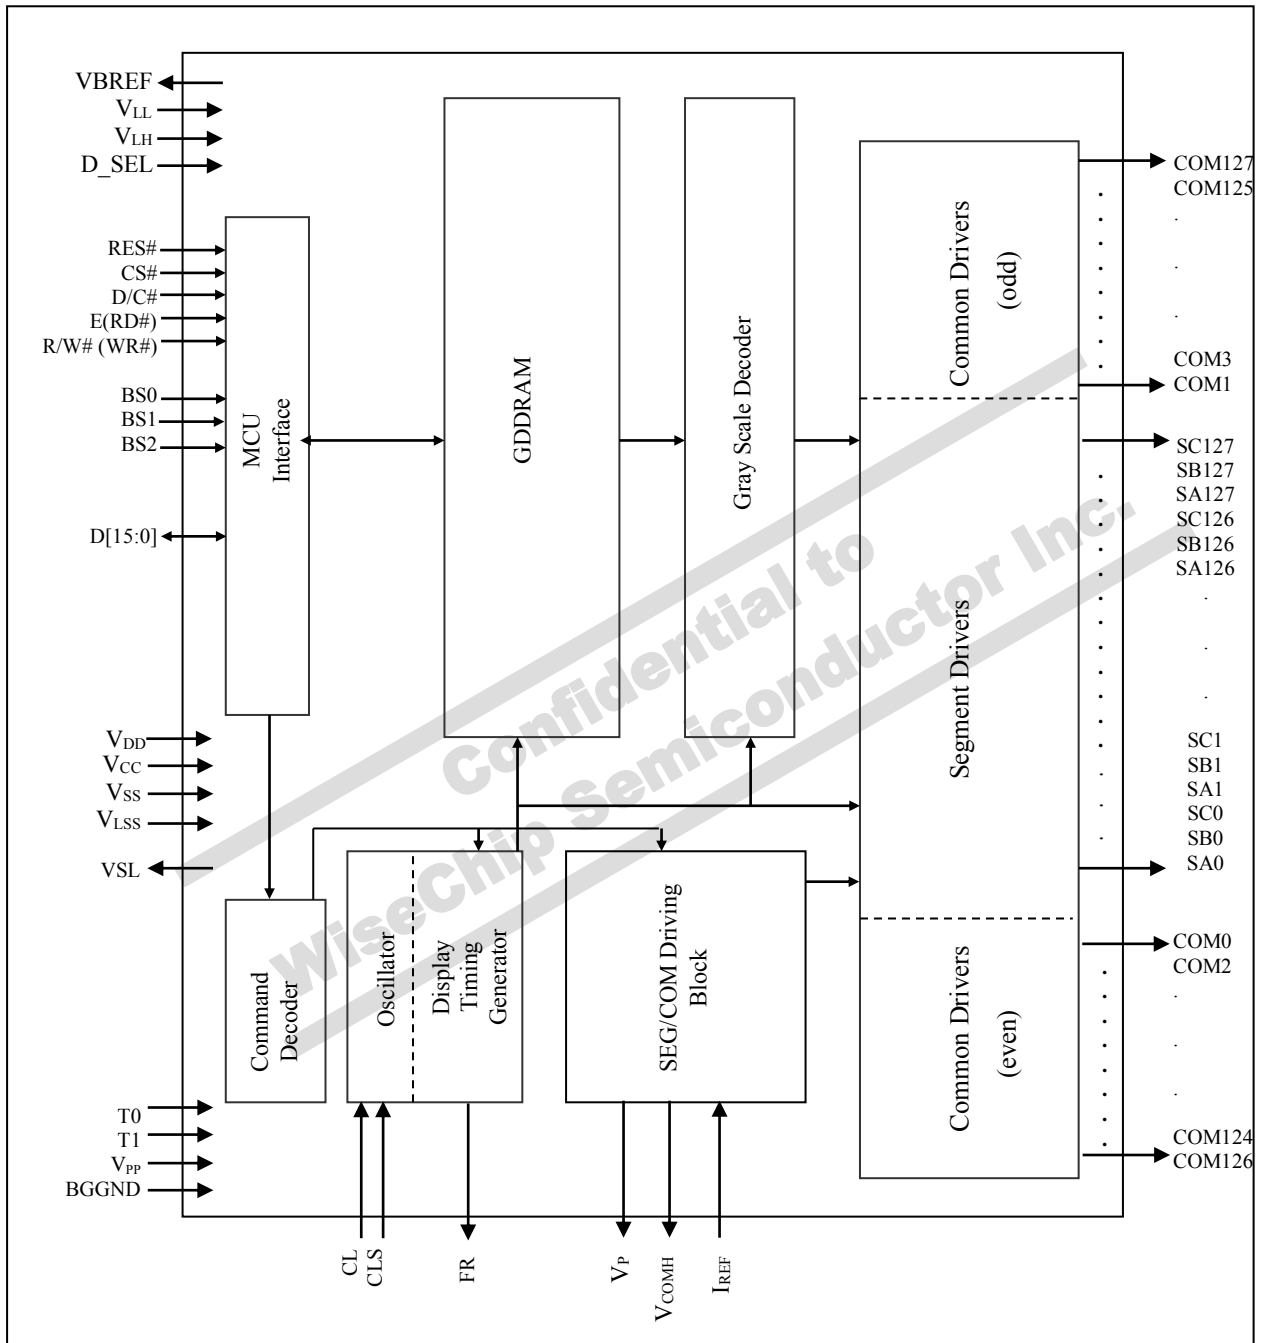 VBREF
VLL
VLH
D_SEL
RES#
CS#
D/C#
E(RD#)
R/W# (WR#)
BS0
BS1
BS2
D[15:0]
VDD
VCC
VSS
VLSS
VSL
T0
T1
VPP
BGGND
MCU
Interface
GDDRAM
Gray Scale Decoder
Common Drivers
(odd)
Segment Drivers
Common Drivers
(even)
Command
Decoder
Oscillator
Display
Timing
Generator
SEG/COM Driving
Block
CL
CLS
FR
VP
VCOMH
IREF
COM127
COM125
.
.
.
COM3
COM1
SC127
SB127
SA127
SC126
SB126
SA126
.
.
.
SC1
SB1
SA1
SC0
SB0
SA0
COM0
COM2
.
.
.
COM124
COM126
Confidential to
WiseChip Semiconductor Inc.